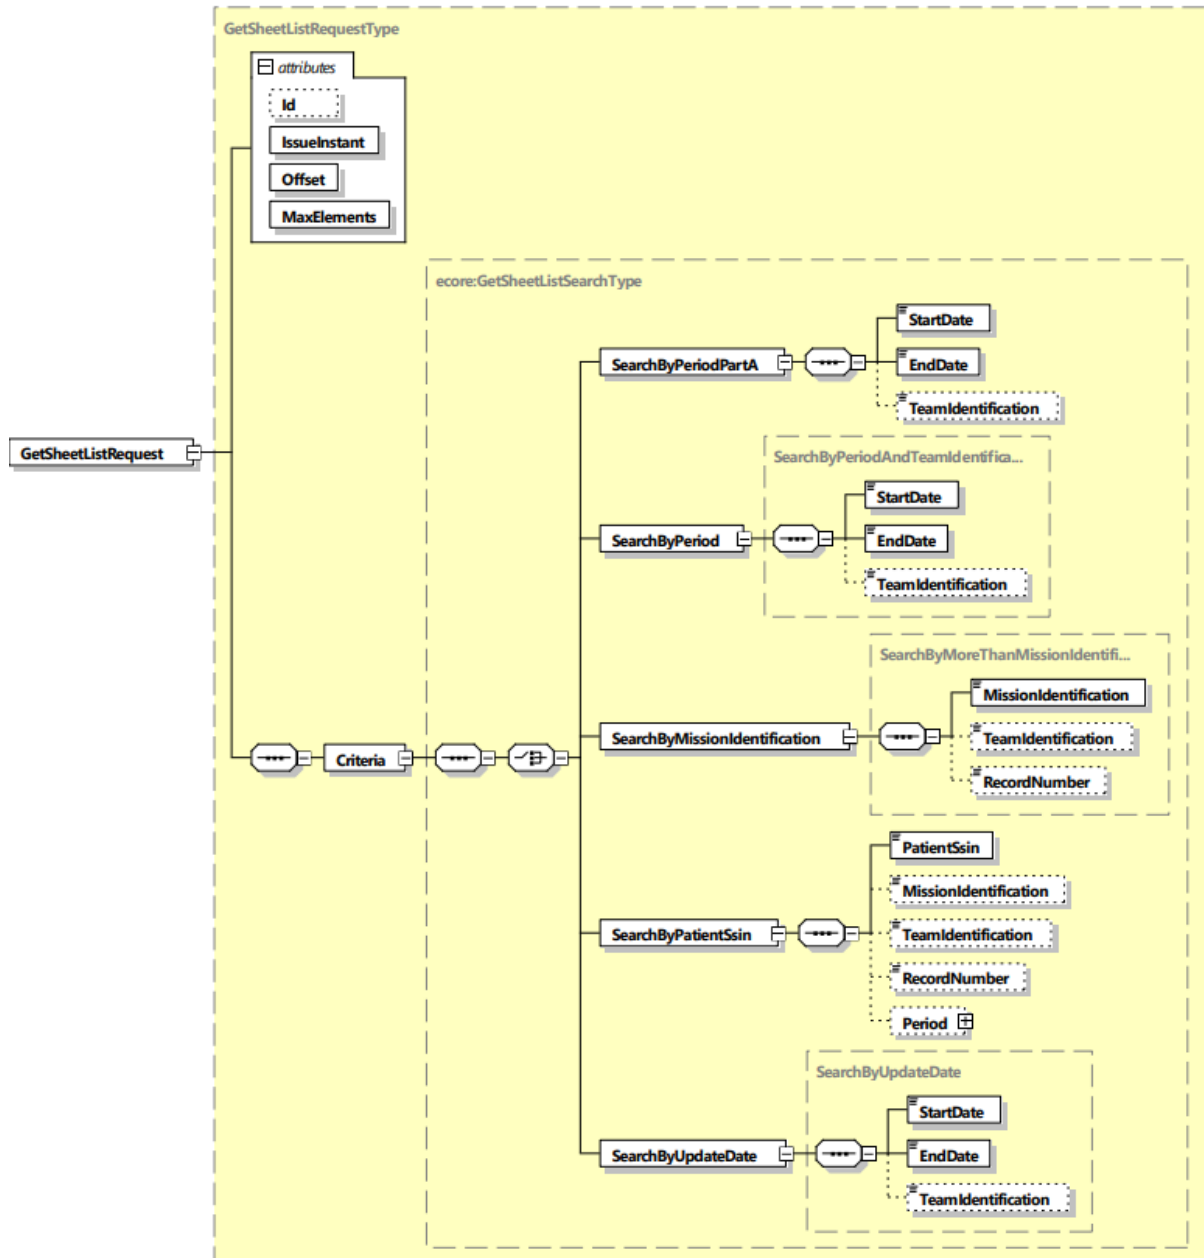 GetSheetListRequestType
attributes
Id
IssueInstant
Offset
MaxElements
ecore:GetSheetListSearchType
StartDate
SearchByPeriodPartA
EndDate
TeamIdentification
GetSheetListRequest
SearchByPeriodAndTeamIdentifica...
StartDate
SearchByPeriod
EndDate
TeamIdentification
SearchByMoreThanMissionIdentifi...
MissionIdentification
SearchByMissionIdentification
TeamIdentification
Criteria
RecordNumber
PatientSsin
MissionIdentification
SearchByPatientSsin
TeamIdentification
RecordNumber
Period
SearchByUpdateDate
StartDate
SearchByUpdateDate
EndDate
TeamIdentification